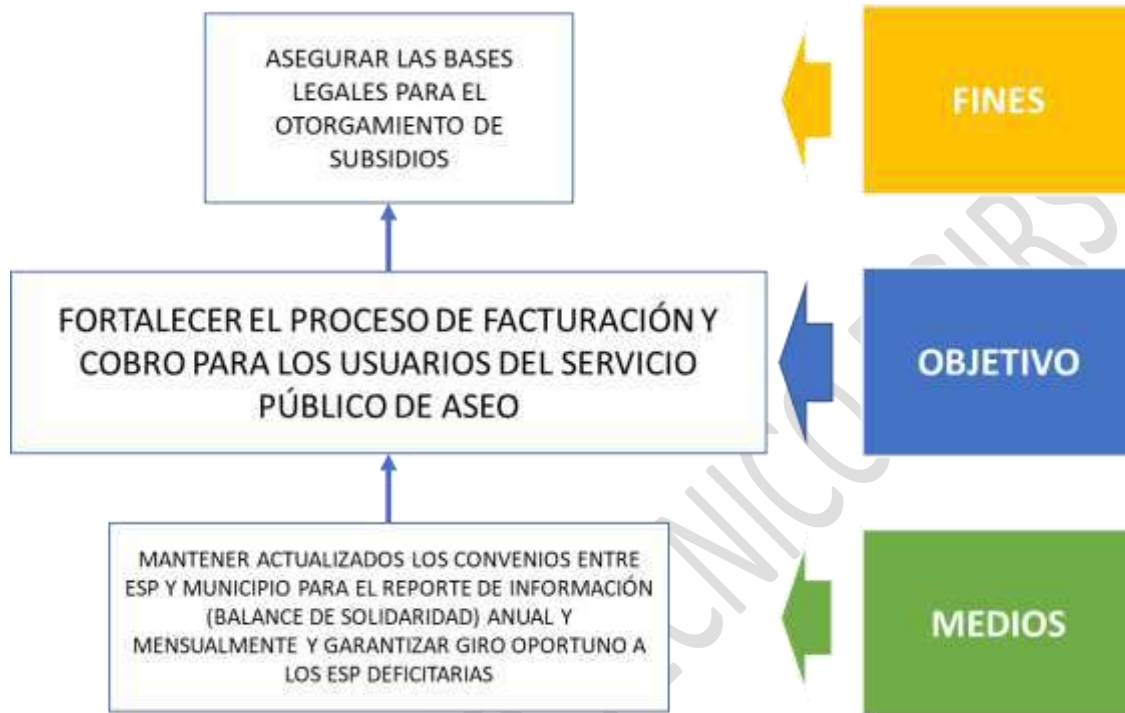 ASEGURAR LAS BASES
LEGALES PARA EL
OTORGAMIENTO DE
SUBSIDIOS
FINES
FORTALECER EL PROCESO DE FACTURACIÓN Y
COBRO PARA LOS USUARIOS DEL SERVICIO
PÚBLICO DE ASEO
OBJETIVO
MANTENER ACTUALIZADOS LOS CONVENIOS ENTRE
ESP Y MUNICIPIO PARA EL REPORTE DE INFORMACIÓN
(BALANCE DE SOLIDARIDAD) ANUAL Y
MENSUALMENTE Y GARANTIZAR GIRO OPORTUNO A
LOS ESP DEFICITARIAS
MEDIOS